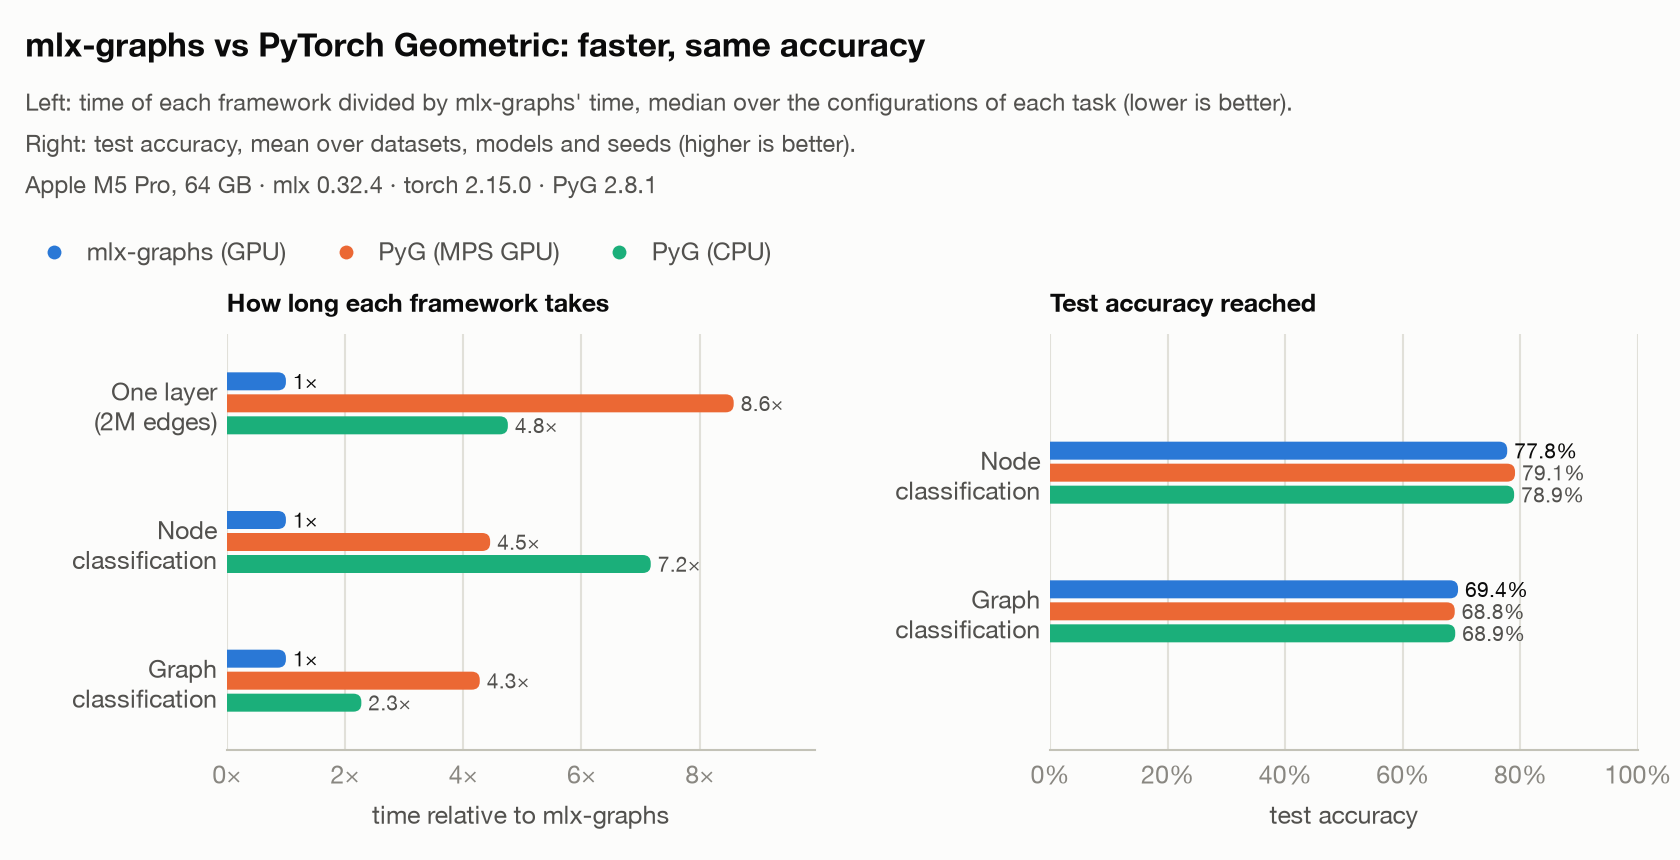 mlx-graphs vs PyTorch Geometric: faster, same accuracy
Left: time of each framework divided by mlx-graphs' time, median over the configurations of each task (lower is better).
Right: test accuracy, mean over datasets, models and seeds (higher is better).
Apple M5 Pro, 64 GB · mlx 0.32.4 · torch 2.15.0 · PyG 2.8.1
mlx-graphs (GPU)
PyG (MPS GPU)
PyG (CPU)
How long each framework takes
One layer
(2M edges)
1×
8.6×
4.8×
Node
classification
1×
4.5×
7.2×
Graph
classification
1×
4.3×
2.3×
0×
2×
4×
6×
8×
time relative to mlx-graphs
Test accuracy reached
Node
classification
77.8%
79.1%
78.9%
Graph
classification
69.4%
68.8%
68.9%
0%
20%
40%
60%
80%
100%
test accuracy